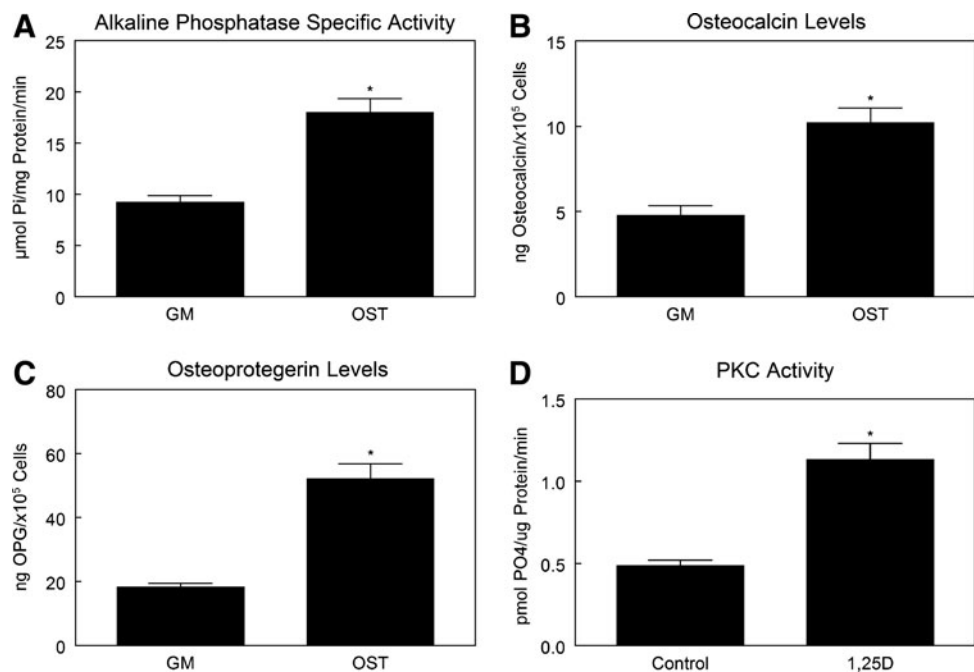 A
Alkaline Phosphatase Specific Activity
µmol Pi/mg Protein/min
25
20
15
10
5
0
*
GM OST
B
Osteocalcin Levels
ng Osteocalcin/x10⁵ Cells
15
10
5
0
*
GM OST
C
Osteoprotegerin Levels
ng OPG/x10⁵ Cells
80
60
40
20
0
*
GM OST
D
PKC Activity
pmol PO4/ug Protein/min
1.5
1.0
0.5
0.0
*
Control 1,25D